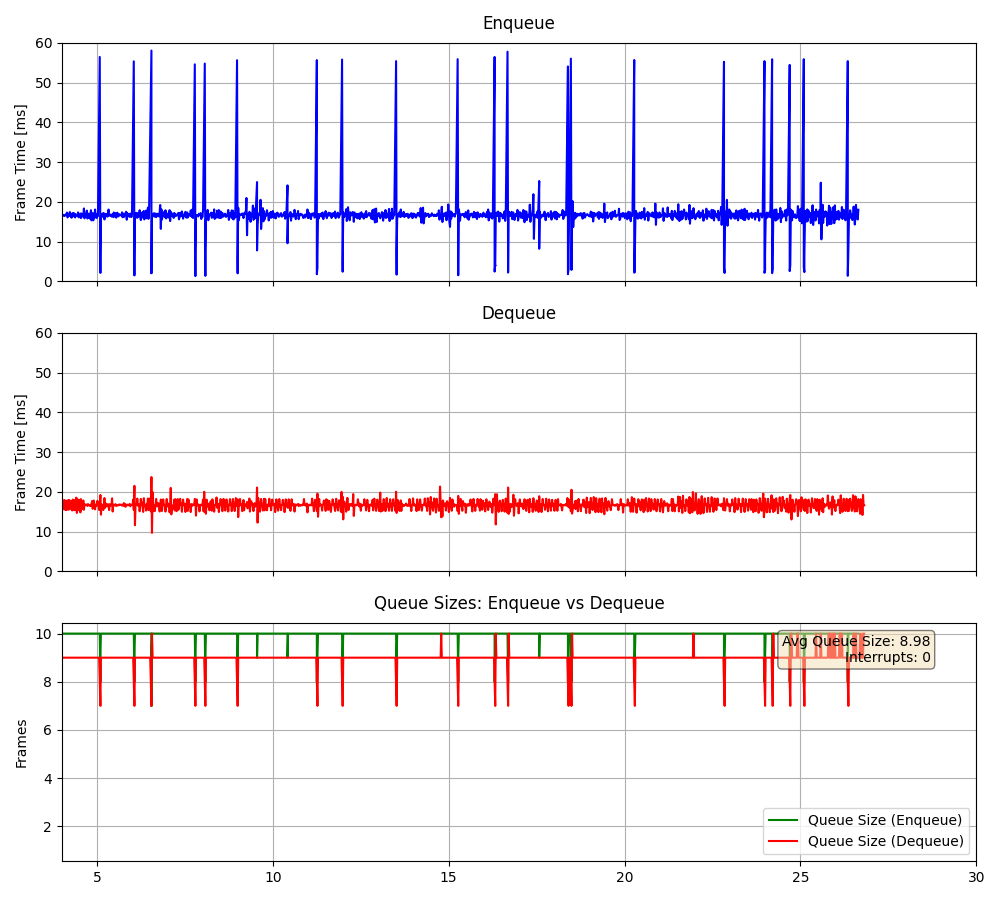 Enqueue
Frame Time [ms]
60
50
40
30
20
10
0
Dequeue
Frame Time [ms]
60
50
40
30
20
10
0
Queue Sizes: Enqueue vs Dequeue
Frames
10
8
6
4
2
Avg Queue Size: 8.98
Interrupts: 0
Queue Size (Enqueue)
Queue Size (Dequeue)
5 10 15 20 25 30